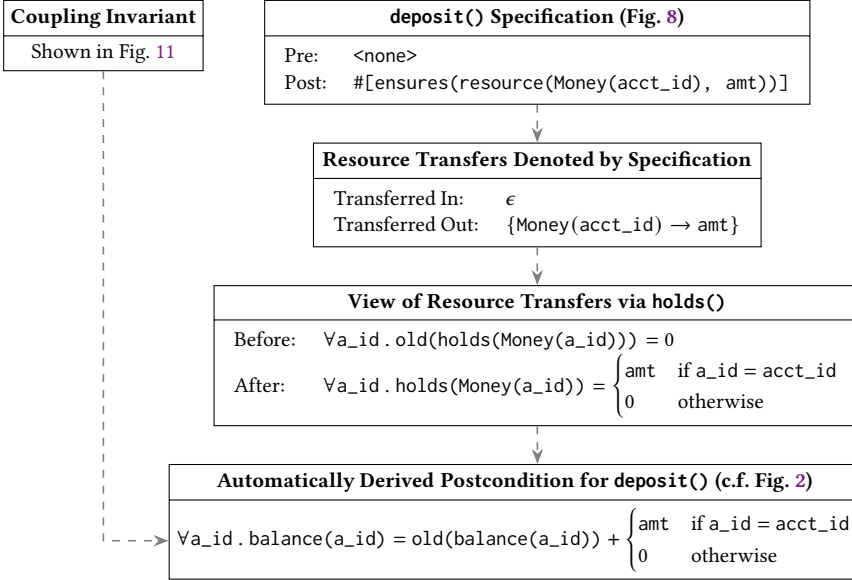 Coupling Invariant
Shown in Fig. 11
deposit() Specification (Fig. 8)
Pre: <none>
Post: #[ensures(resource(Money(acct_id), amt))]
Resource Transfers Denoted by Specification
Transferred In: ϵ
Transferred Out: {Money(acct_id) → amt}
View of Resource Transfers via holds()
Before: ∀a_id . old(holds(Money(a_id))) = 0
After: ∀a_id . holds(Money(a_id)) = {amt if a_id = acct_id
0 otherwise
Automatically Derived Postcondition for deposit() (c.f. Fig. 2)
∀a_id . balance(a_id) = old(balance(a_id)) + {amt if a_id = acct_id
0 otherwise